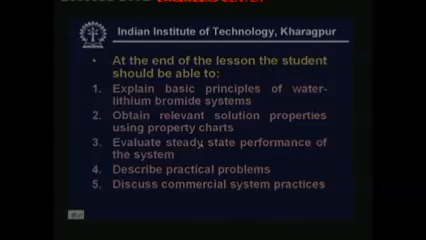 Indian Institute of Technology, Kharagpur
• At the end of the lesson the student
should be able to:
1. Explain basic principles of water-
lithium bromide systems
2. Obtain relevant solution properties
using property charts
3. Evaluate steady state performance of
the system
4. Describe practical problems
5. Discuss commercial system practices